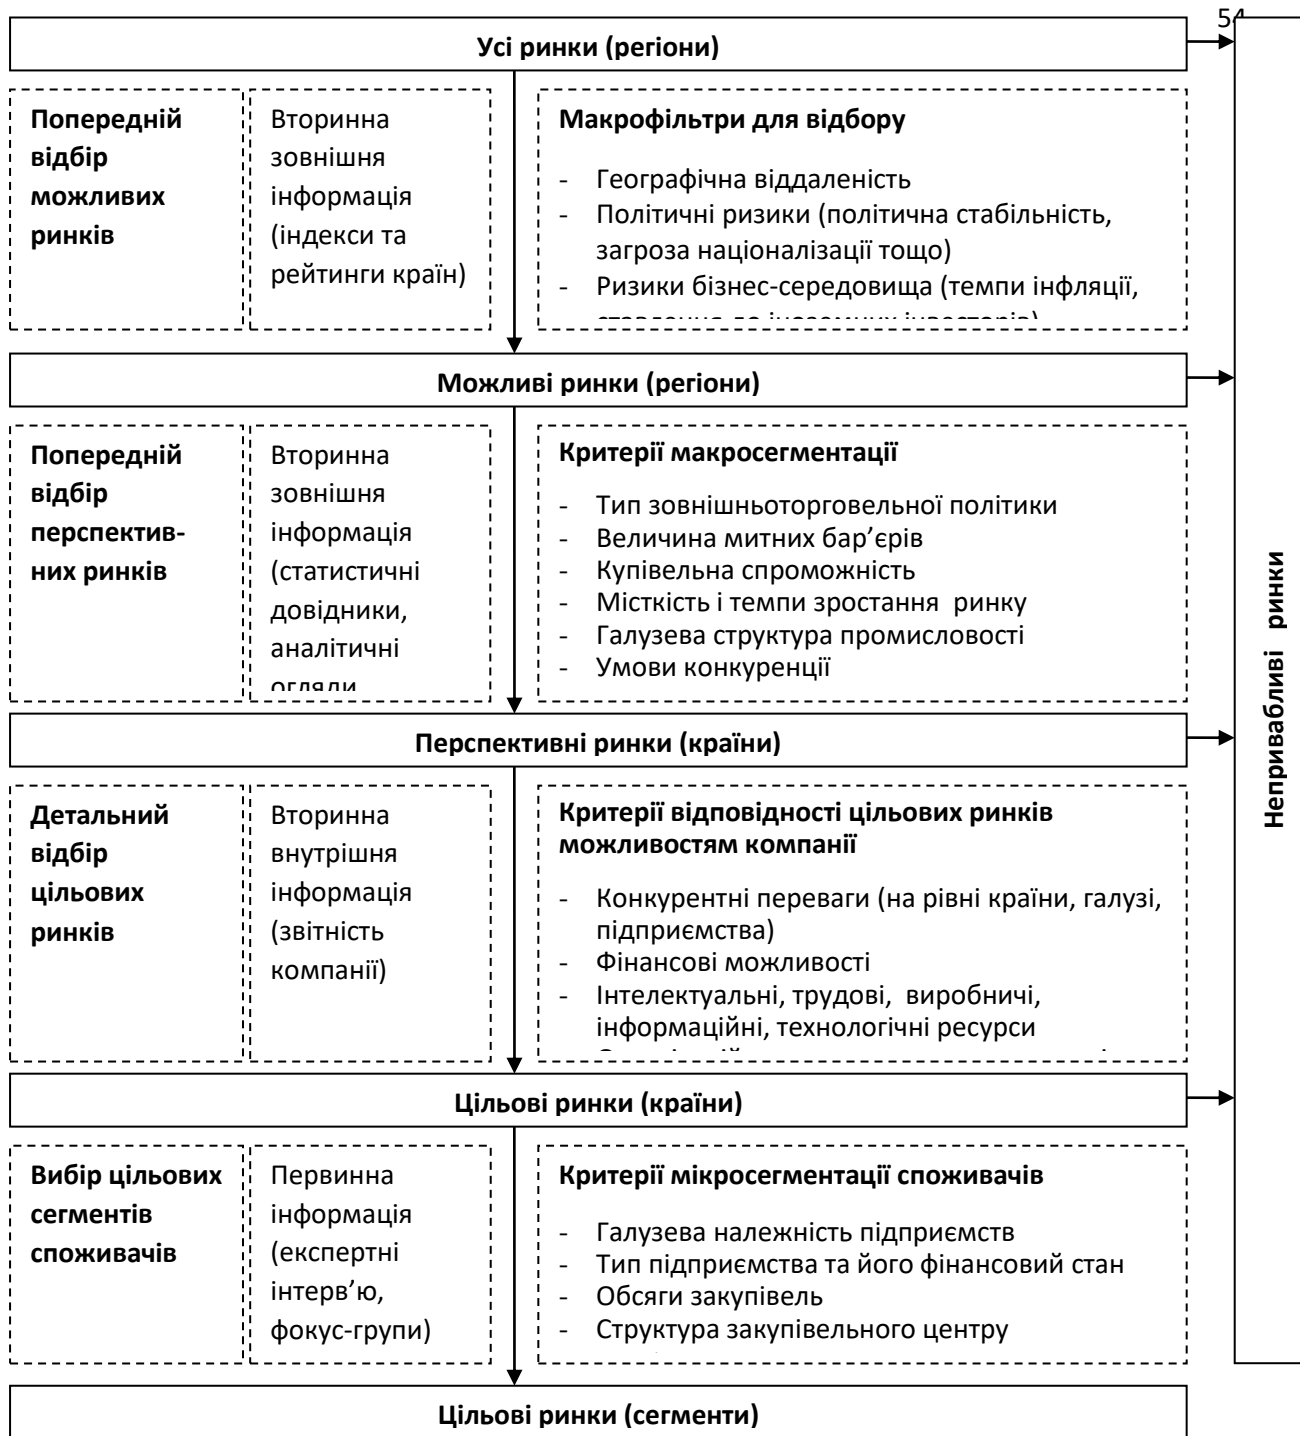 54
Усі ринки (регіони)
Попередній
відбір
можливих
ринків
Вторинна
зовнішня
інформація
(індекси та
рейтинги країн)
Макрофільтри для відбору
- Географічна віддаленість
- Політичні ризики (політична стабільність,
загроза націоналізації тощо)
- Ризики бізнес-середовища (темпи інфляції,
ставлення до іноземних інвесторів)
Можливі ринки (регіони)
Попередній
відбір
перспектив-
них ринків
Вторинна
зовнішня
інформація
(статистичні
довідники,
аналітичні
огляди
Критерії макросегментації
- Тип зовнішньоторговельної політики
- Величина митних бар’єрів
- Купівельна спроможність
- Місткість і темпи зростання ринку
- Галузева структура промисловості
- Умови конкуренції
Перспективні ринки (країни)
Детальний
відбір
цільових
ринків
Вторинна
внутрішня
інформація
(звітність
компанії)
Критерії відповідності цільових ринків
можливостям компанії
- Конкурентні переваги (на рівні країни, галузі,
підприємства)
- Фінансові можливості
- Інтелектуальні, трудові, виробничі,
інформаційні, технологічні ресурси
Цільові ринки (країни)
Вибір цільових
сегментів
споживачів
Первинна
інформація
(експертні
інтерв’ю,
фокус-групи)
Критерії мікросегментації споживачів
- Галузева належність підприємств
- Тип підприємства та його фінансовий стан
- Обсяги закупівель
- Структура закупівельного центру
Цільові ринки (сегменти)
Непривабливі ринки